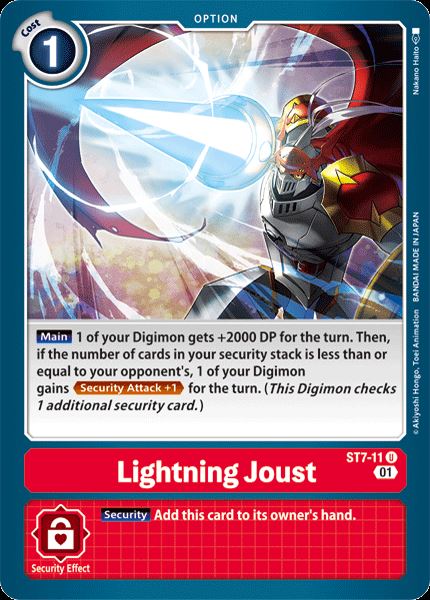 Cost
1
OPTION
Nakano Haito
Main 1 of your Digimon gets +2000 DP for the turn. Then,
if the number of cards in your security stack is less than or
equal to your opponent's, 1 of your Digimon
gains Security Attack +1 for the turn. (This Digimon checks
1 additional security card.)
©Akiyoshi Hongo, Toei Animation BANDAI MADE IN JAPAN
Lightning Joust
ST7-11 U
01
Security Add this card to its owner's hand.
Security Effect